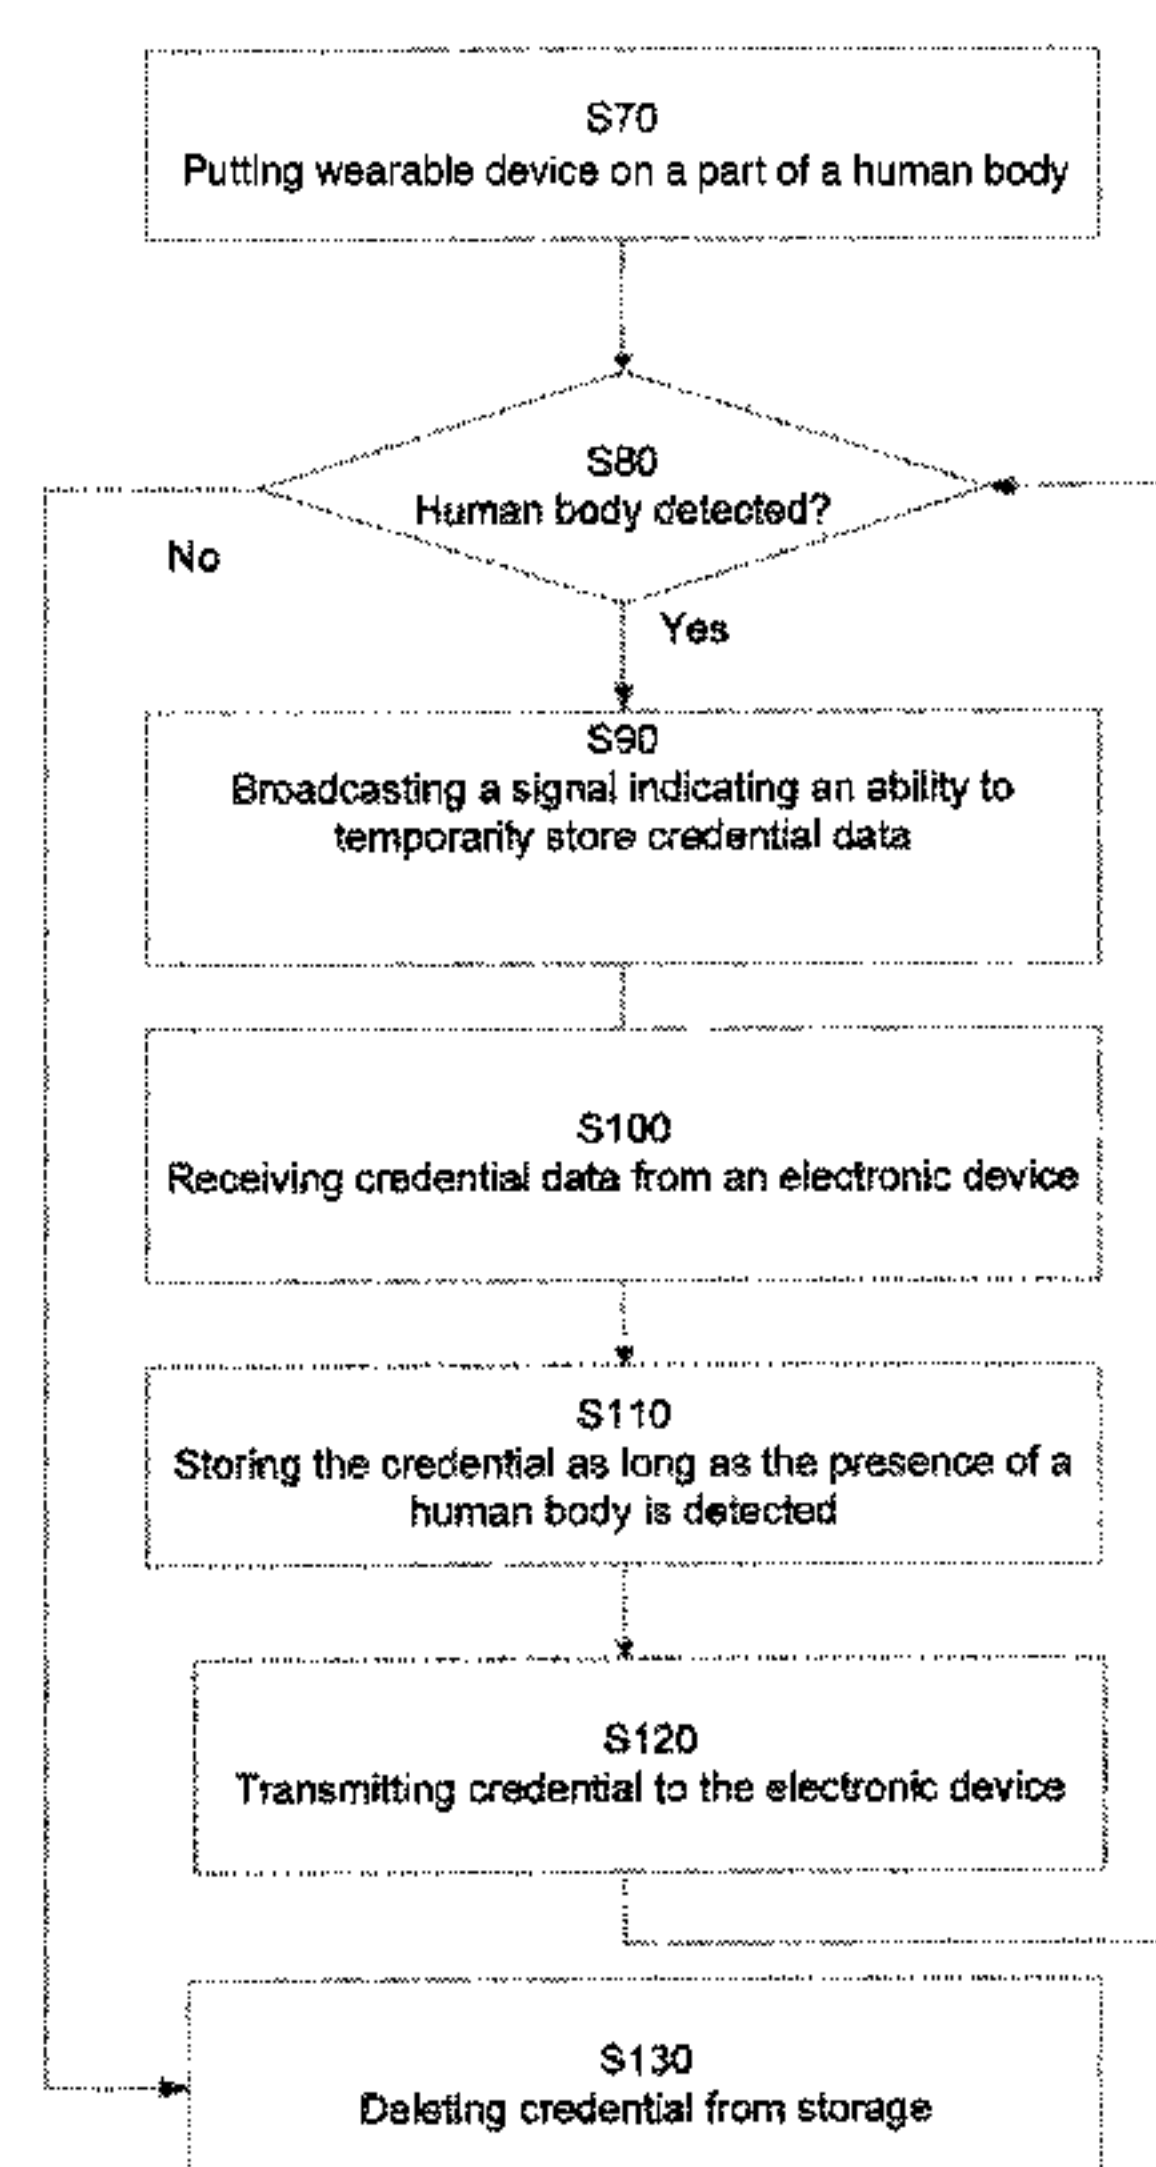 S70
Putting wearable device on a part of a human body
S80
Human body detected?
No
Yes
S90
Broadcasting a signal indicating an ability to
temporarily store credential data
S100
Receiving credential data from an electronic device
S110
Storing the credential as long as the presence of a
human body is detected
S120
Transmitting credential to the electronic device
S130
Deleting credential from storage